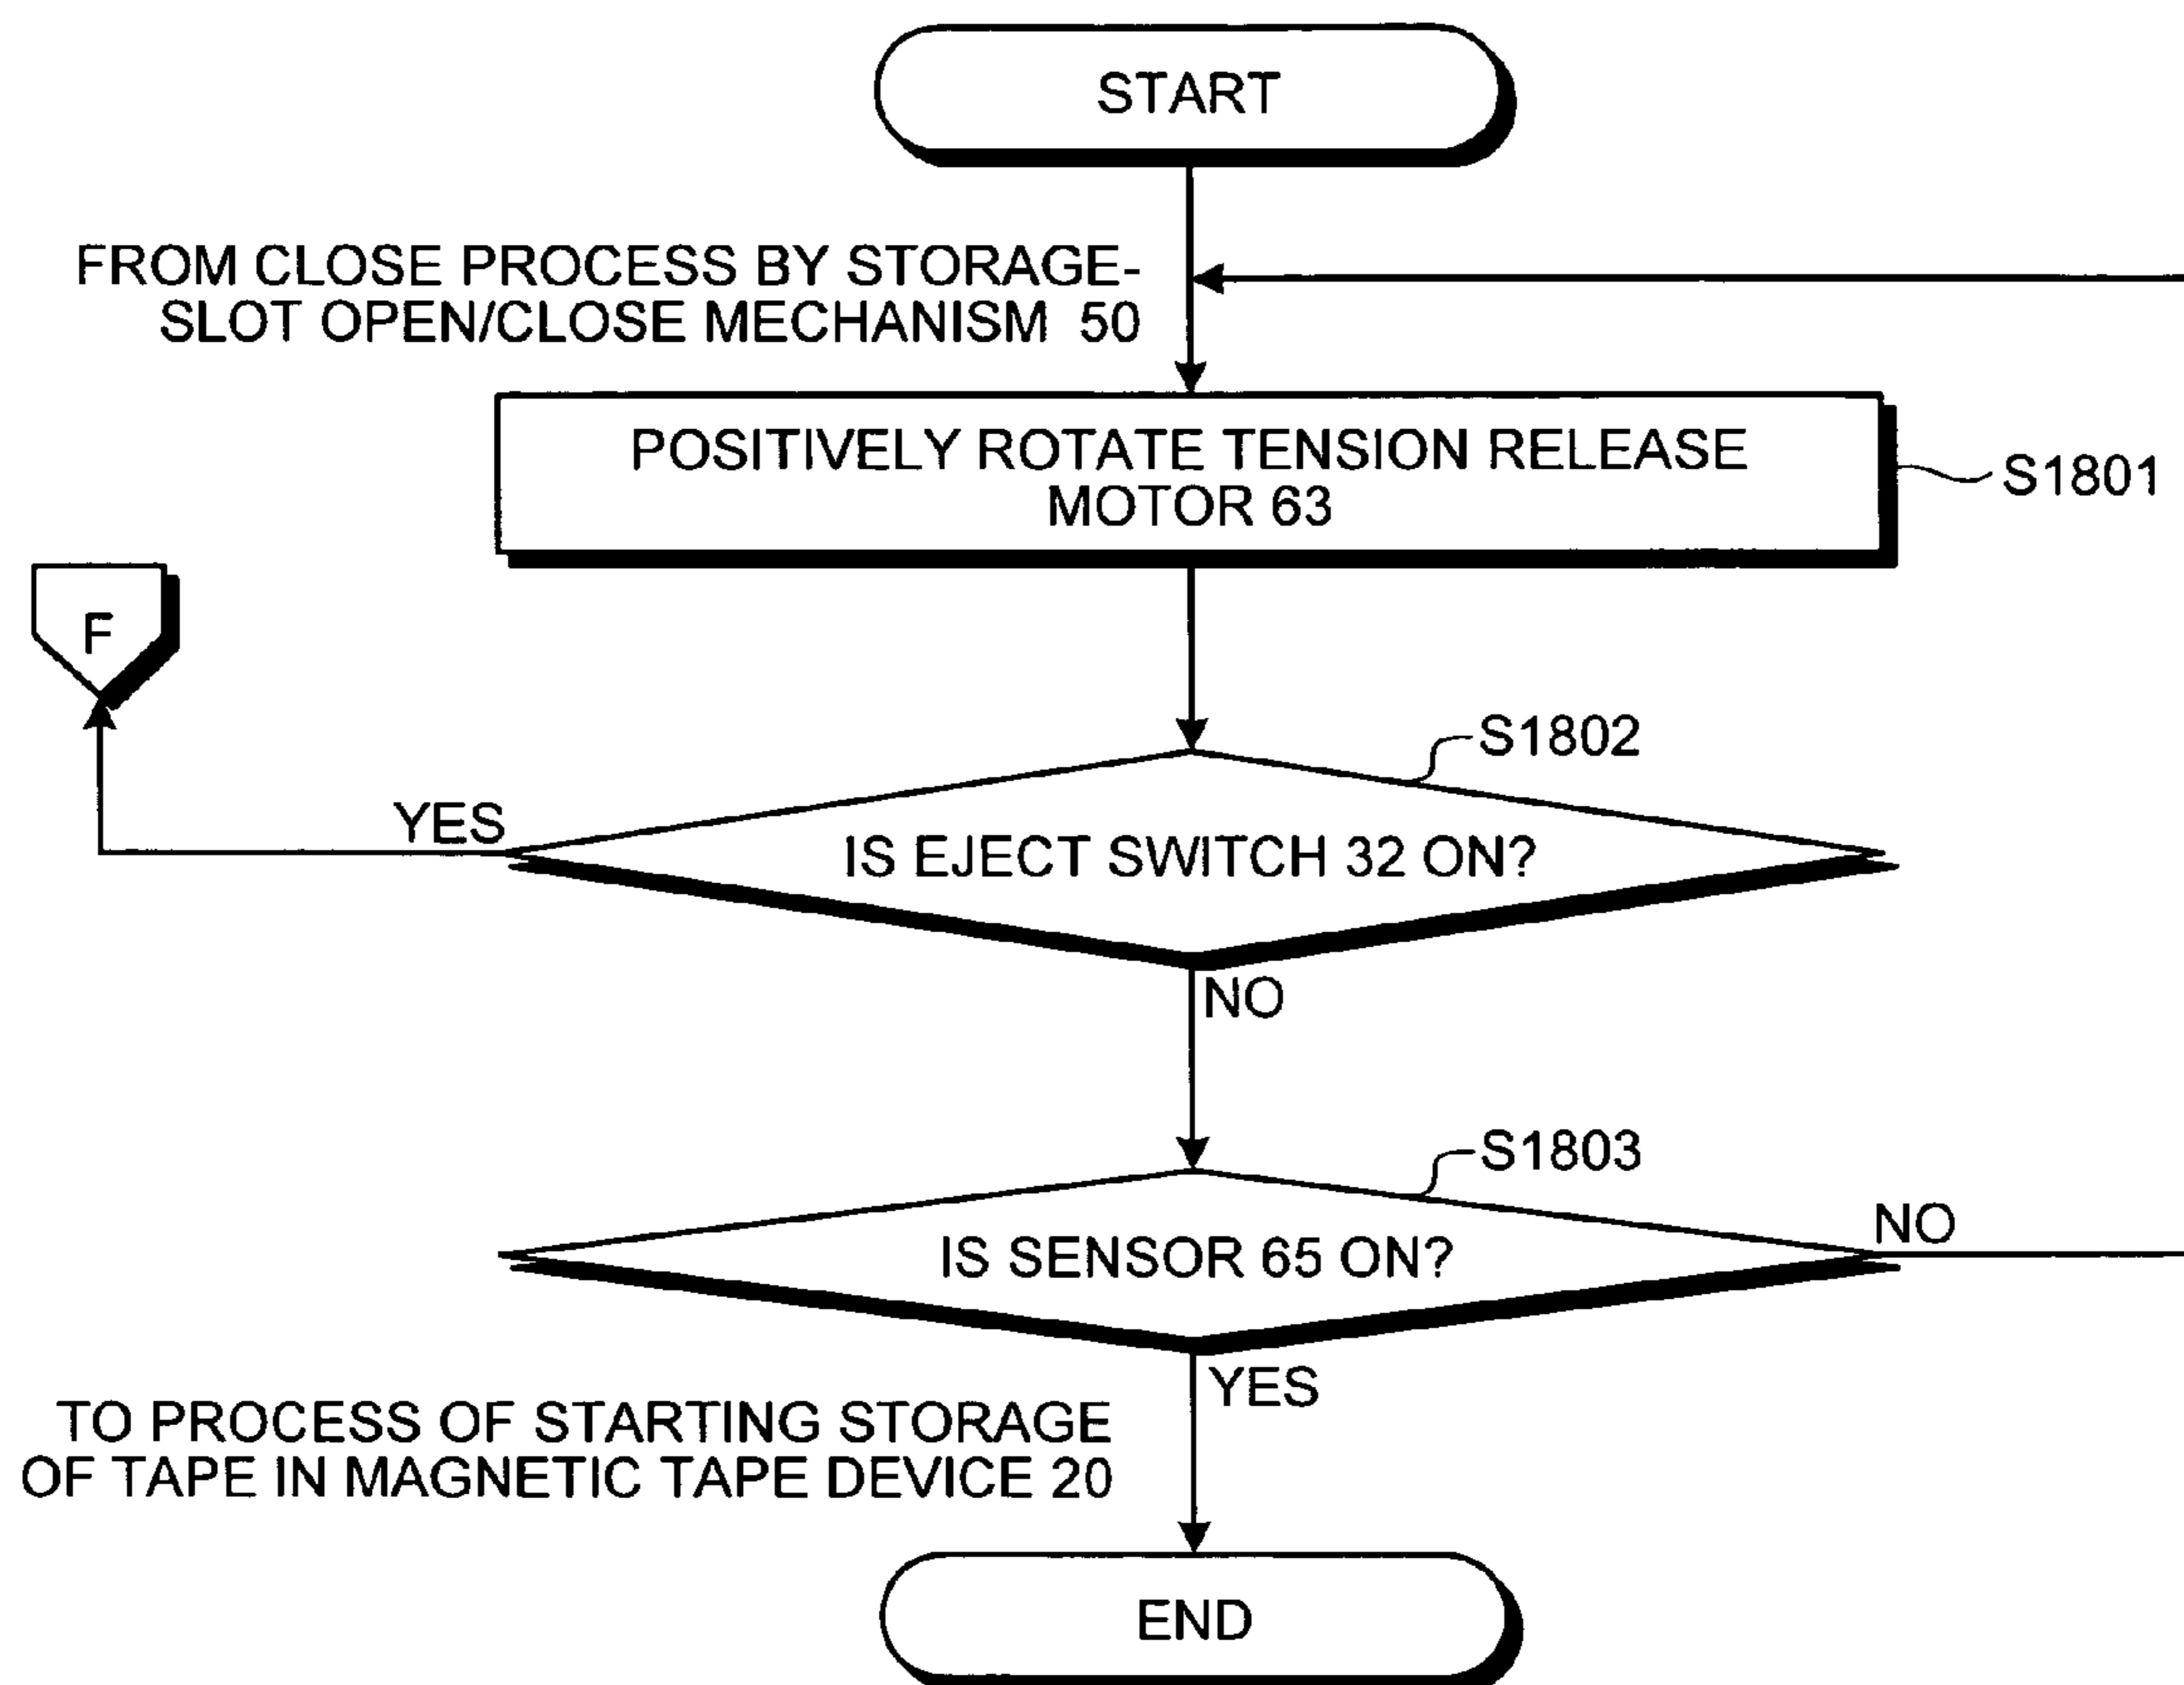 START
FROM CLOSE PROCESS BY STORAGE-
SLOT OPEN/CLOSE MECHANISM 50
POSITIVELY ROTATE TENSION RELEASE
MOTOR 63
S1801
F
S1802
YES
IS EJECT SWITCH 32 ON?
NO
S1803
NO
IS SENSOR 65 ON?
YES
TO PROCESS OF STARTING STORAGE
OF TAPE IN MAGNETIC TAPE DEVICE 20
END